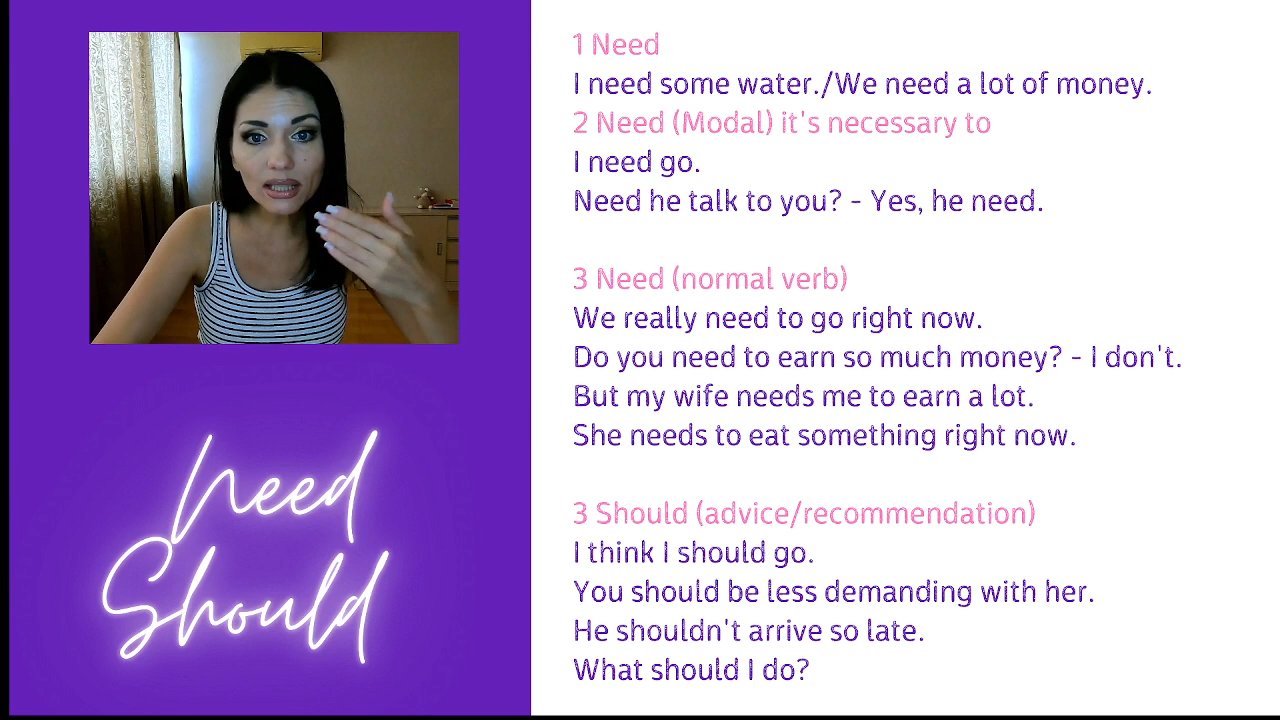 1 Need
I need some water./We need a lot of money.
2 Need (Modal) it's necessary to
I need go.
Need he talk to you? - Yes, he need.
3 Need (normal verb)
We really need to go right now.
Do you need to earn so much money? - I don't.
But my wife needs me to earn a lot.
She needs to eat something right now.
3 Should (advice/recommendation)
I think I should go.
You should be less demanding with her.
He shouldn't arrive so late.
What should I do?
Need
Should